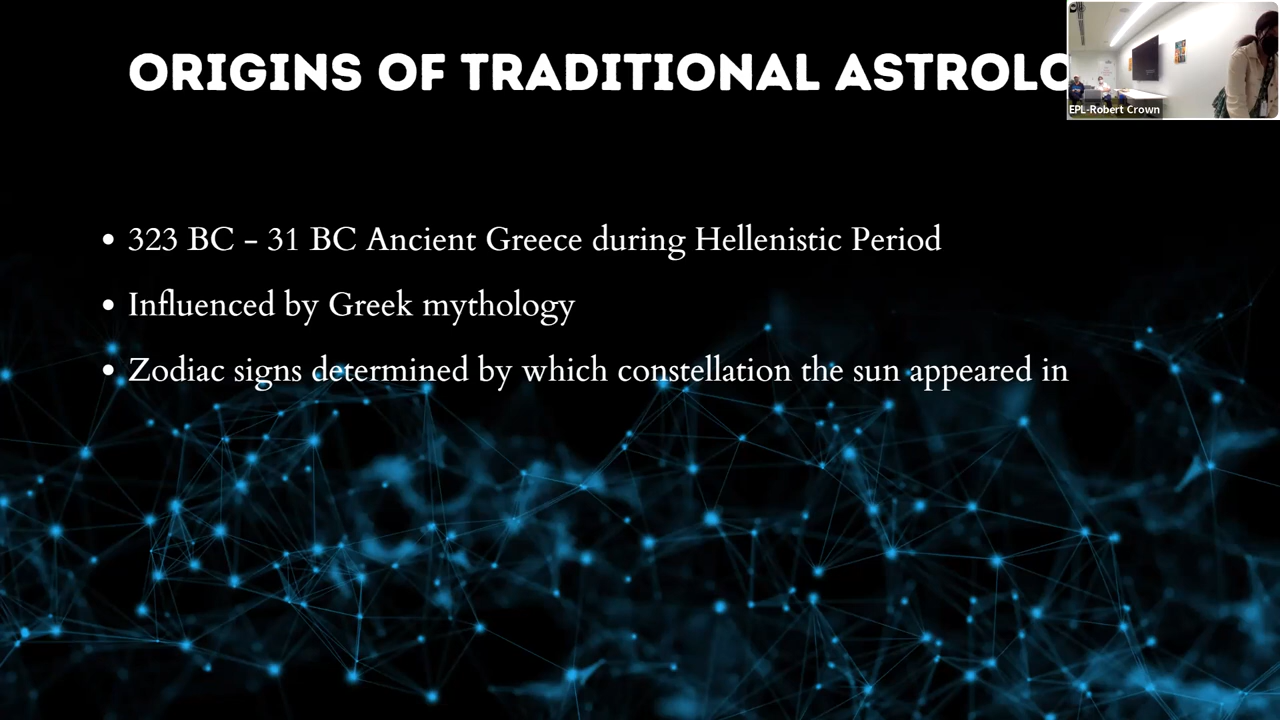 ORIGINS OF TRADITIONAL ASTROLO
EPL-Robert Crown
• 323 BC - 31 BC Ancient Greece during Hellenistic Period
• Influenced by Greek mythology
• Zodiac signs determined by which constellation the sun appeared in